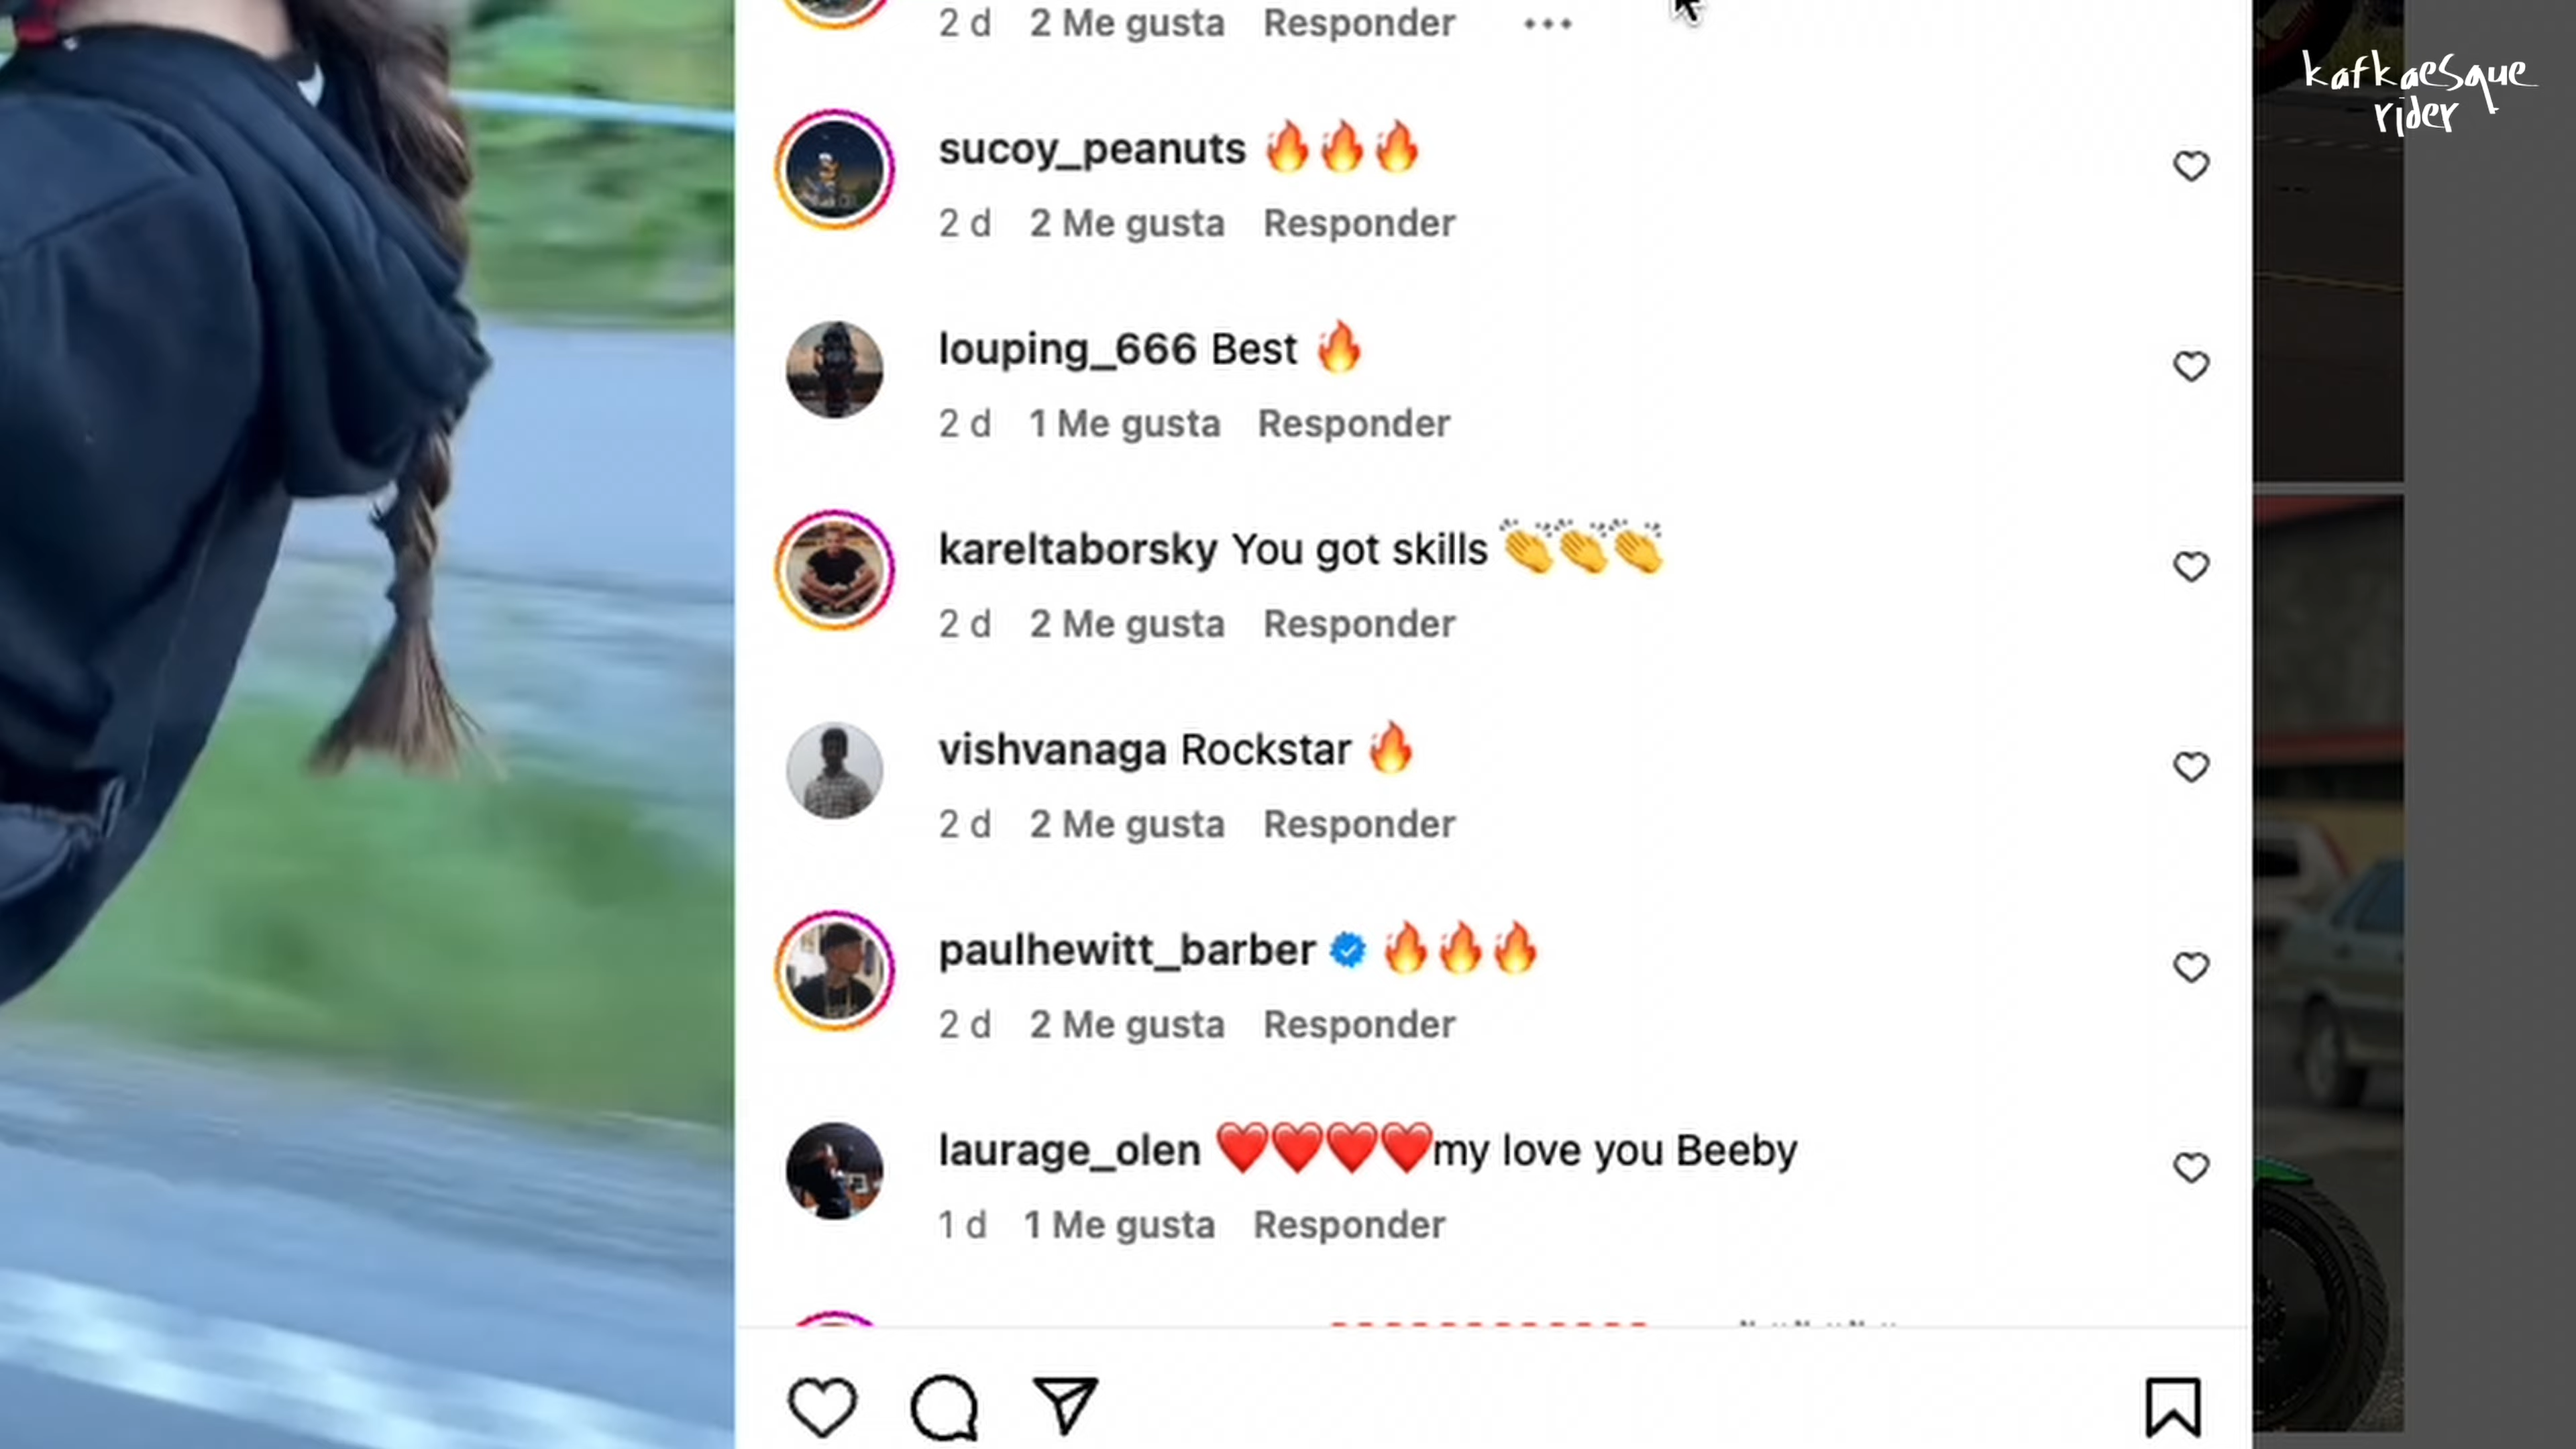 2 d 2 Me gusta Responder •••
kafkaesque
rider
sucoy_peanuts 🔥🔥🔥
2 d 2 Me gusta Responder
louping_666 Best 🔥
2 d 1 Me gusta Responder
kareltaborsky You got skills 👏👏👏
2 d 2 Me gusta Responder
vishvanaga Rockstar 🔥
2 d 2 Me gusta Responder
paulhewitt_barber 🔥🔥🔥
2 d 2 Me gusta Responder
laurage_olen ❤️❤️❤️❤️my love you Beeby
1 d 1 Me gusta Responder